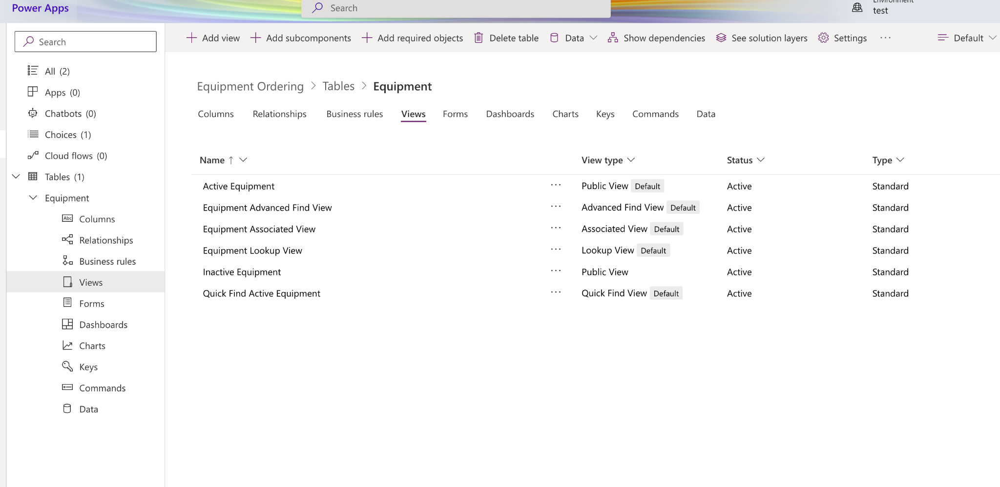 Power Apps
Search
Environment
test
Search
Add view
Add subcomponents
Add required objects
Delete table
Data
Show dependencies
See solution layers
Settings
Default
All (2)
Apps (0)
Chatbots (0)
Choices (1)
Cloud flows (0)
Tables (1)
Equipment
Columns
Relationships
Business rules
Views
Forms
Dashboards
Charts
Keys
Commands
Data
Equipment Ordering > Tables > Equipment
Columns Relationships Business rules Views Forms Dashboards Charts Keys Commands Data
Name ↑ View type Status Type
Active Equipment ... Public View Default Active Standard
Equipment Advanced Find View ... Advanced Find View Default Active Standard
Equipment Associated View ... Associated View Default Active Standard
Equipment Lookup View ... Lookup View Default Active Standard
Inactive Equipment ... Public View Active Standard
Quick Find Active Equipment ... Quick Find View Default Active Standard